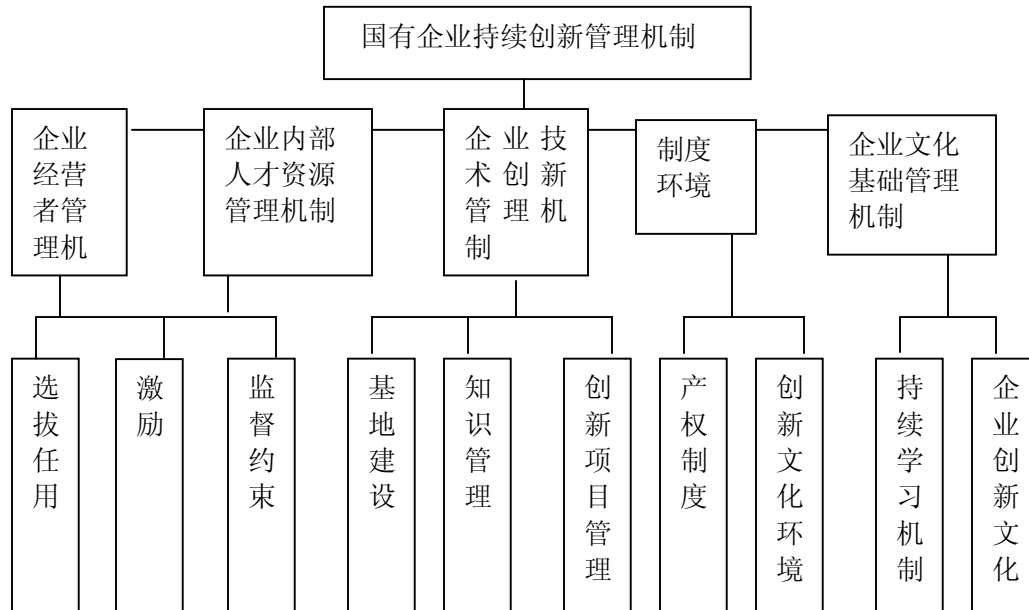 国有企业持续创新管理机制
企业
经营
者管
理机
企业内部
人才资源
管理机制
企业技
术创新
管理机
制
制度
环境
企业文化
基础管理
机制
选拔任用
激励
监督约束
基地建设
知识管理
创新项目管理
产权制度
创新文化环境
持续学习机制
企业创新文化